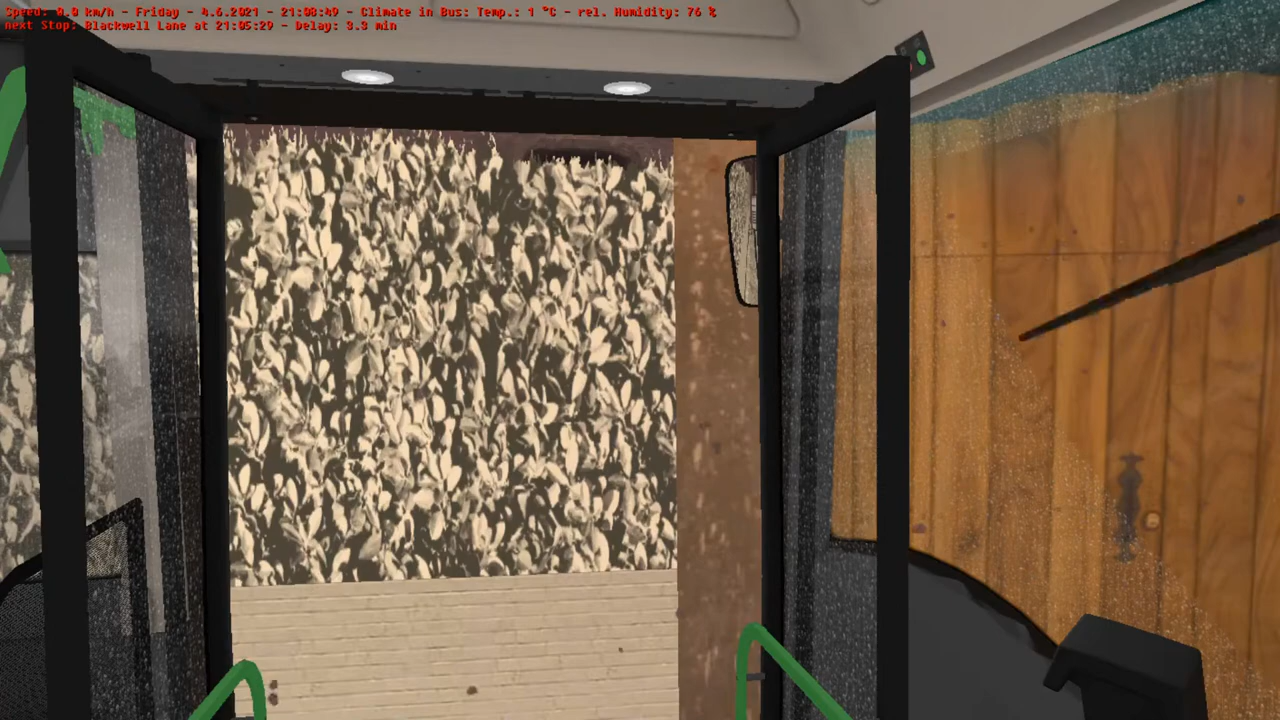 Speed: 0.0 km/h - Friday - 4.6.2021 - 21:08:49 - Climate in Bus: Temp.: 1 °C - rel. Humidity: 76 %
next Stop: Blackwell Lane at 21:05:29 - Delay: 3.3 min